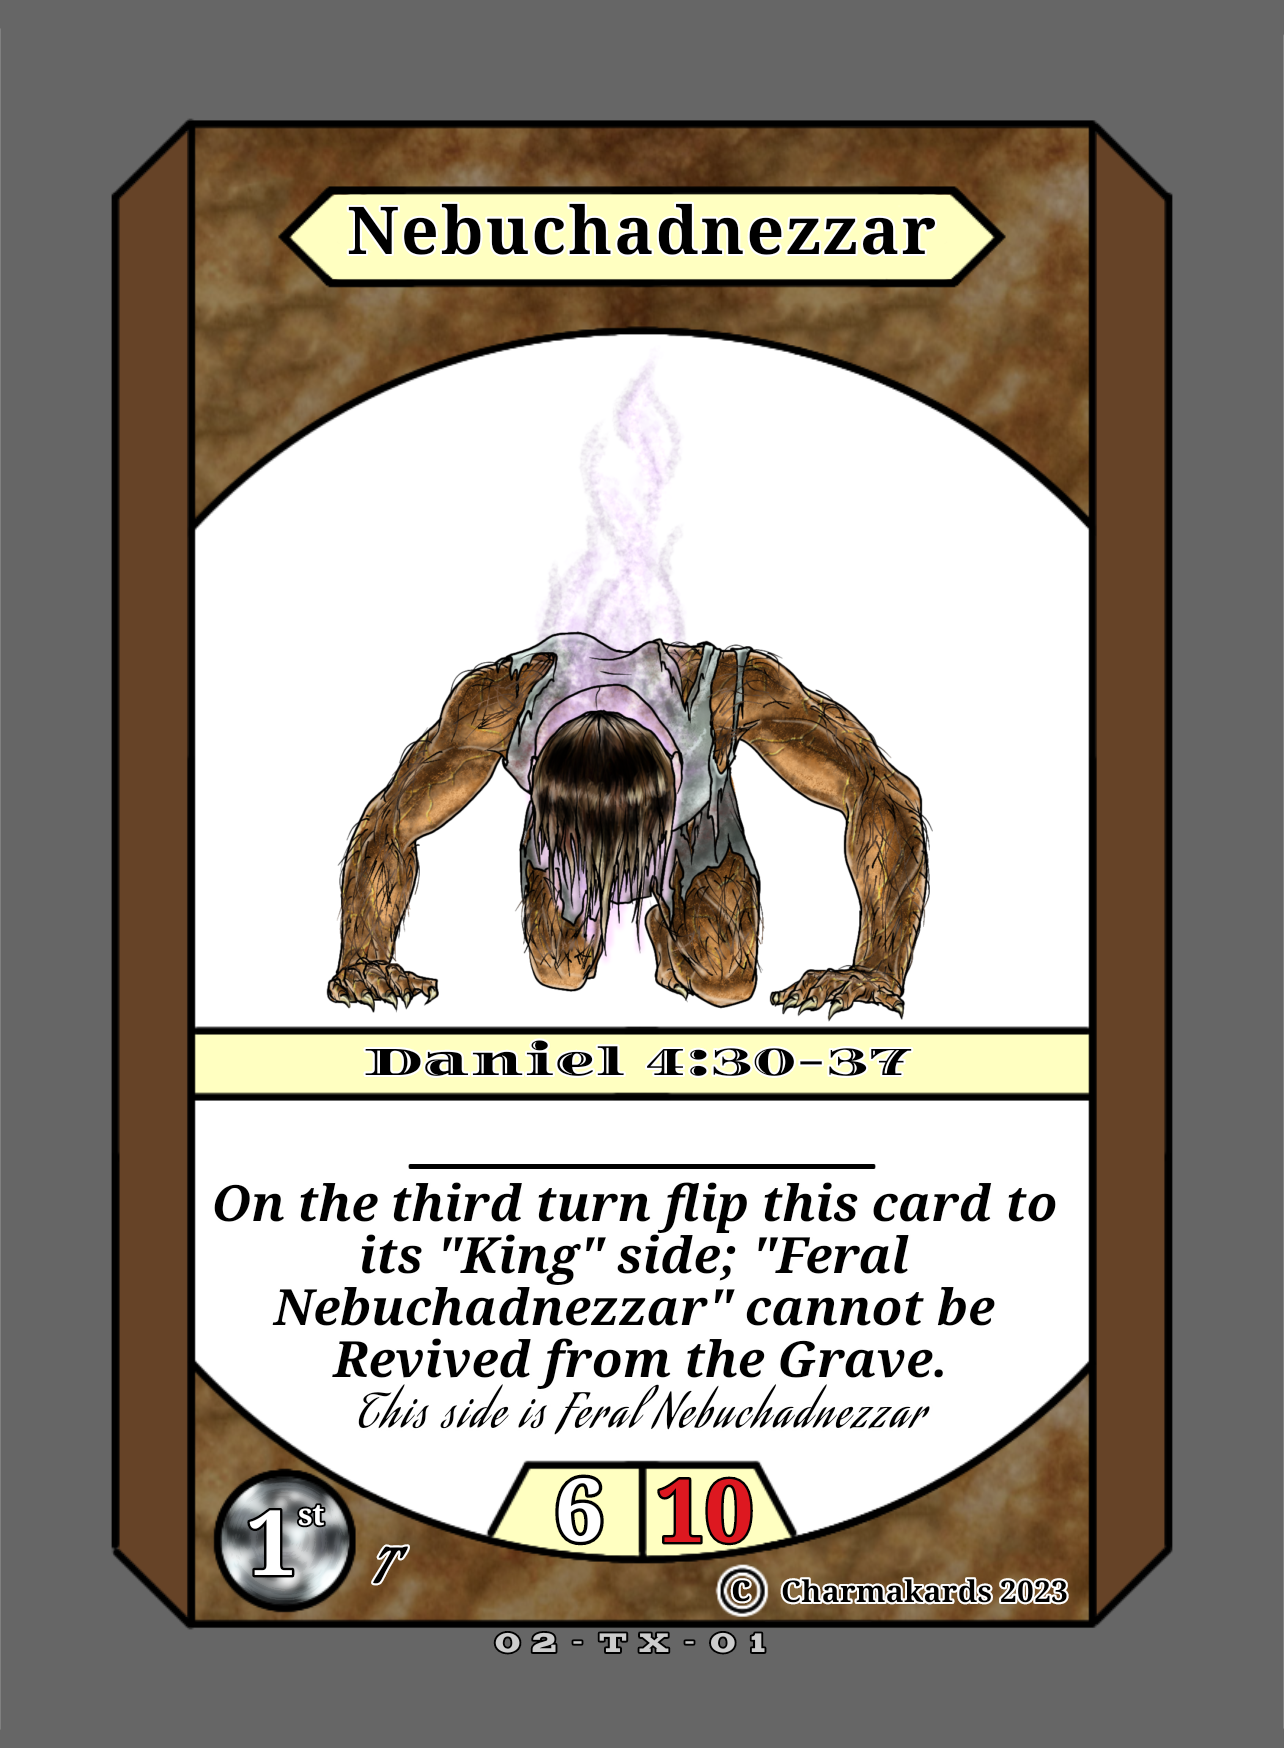 Nebuchadnezzar
Daniel 4:30-37
On the third turn flip this card to
its "King" side; "Feral
Nebuchadnezzar" cannot be
Revived from the Grave.
This side is Feral Nebuchadnezzar
6 10
1st T
© Charmakards 2023
02-TX-01